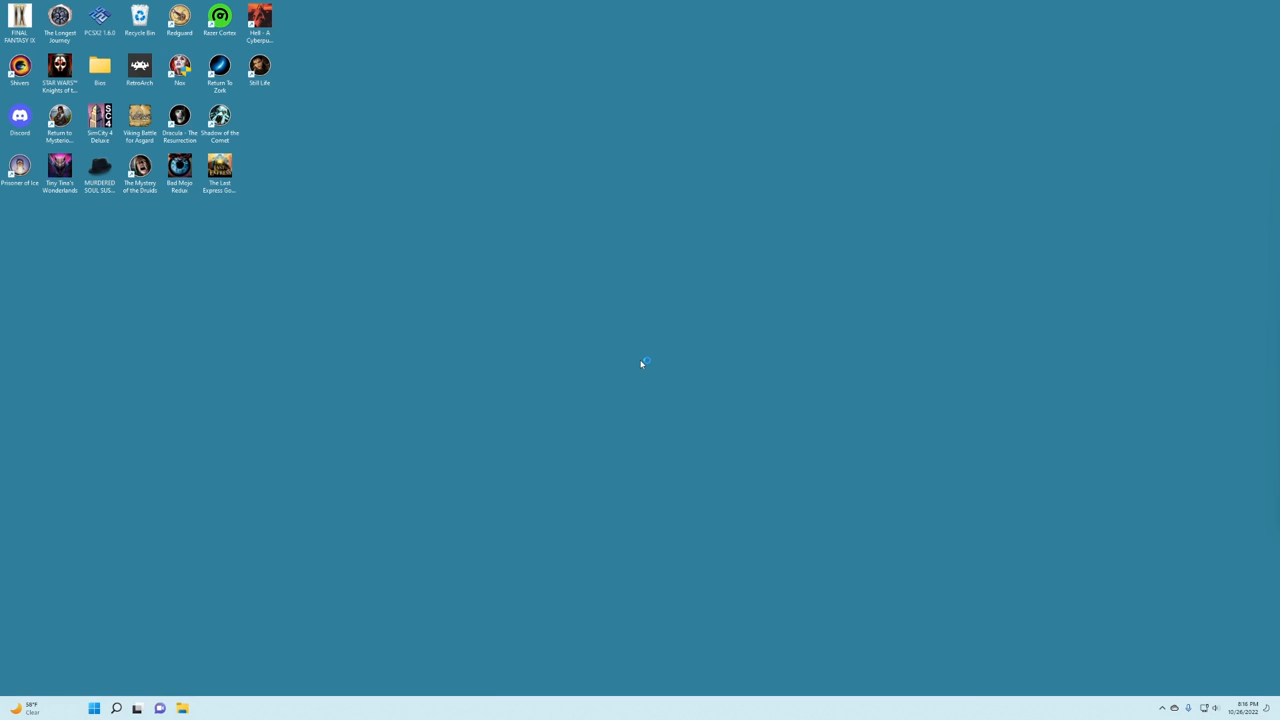 FINAL
FANTASY IX
The Longest
Journey
PCSX2 1.6.0
Recycle Bin
Redguard
Razer Cortex
Hell - A
Cyberpu...
Shivers
STAR WARS™
Knights of t...
Bios
RetroArch
Nox
Return To
Zork
Still Life
Discord
Return to
Mysterio...
SC4
SimCity 4
Deluxe
Viking Battle
for Asgard
Dracula - The
Resurrection
Shadow of the
Comet
Prisoner of Ice
Tiny Tina's
Wonderlands
MURDERED
SOUL SUS...
The Mystery
of the Druids
Bad Mojo
Redux
The Last
Express Go...
58°F
Clear
8:16 PM
10/26/2022